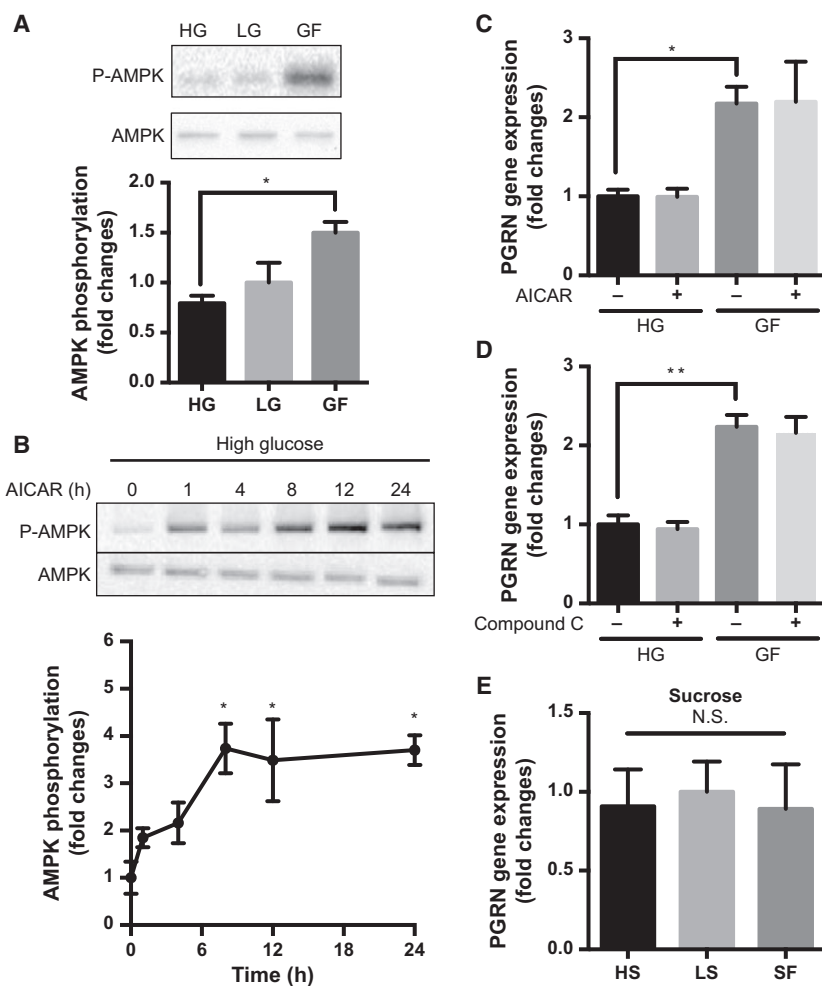 A
HG LG GF
P-AMPK
AMPK
AMPK phosphorylation
(fold changes)
2.0
1.5
1.0
0.5
0.0
*
HG LG GF
B
High glucose
AICAR (h) 0 1 4 8 12 24
P-AMPK
AMPK
AMPK phosphorylation
(fold changes)
6
5
4
3
2
1
0
* * *
0 6 12 18 24
Time (h)
C
PGRN gene expression
(fold changes)
3
2
1
0
*
AICAR – + – +
HG GF
D
PGRN gene expression
(fold changes)
3
2
1
0
* *
Compound C – + – +
HG GF
E
Sucrose
N.S.
PGRN gene expression
(fold changes)
1.5
1.0
0.5
0.0
HS LS SF